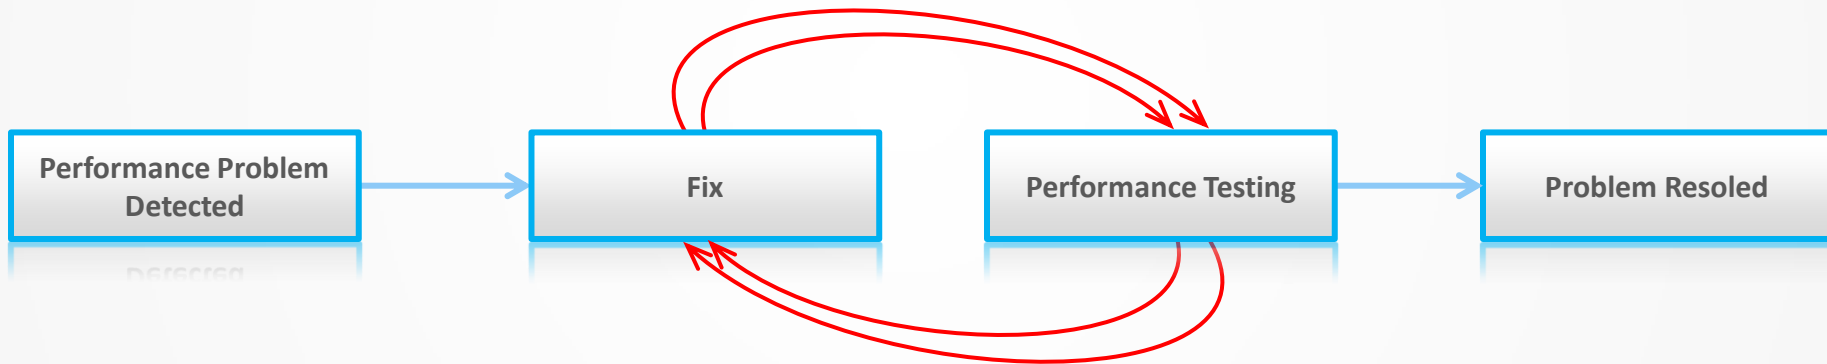 Performance Problem
Detected
Fix
Performance Testing
Problem Resoled